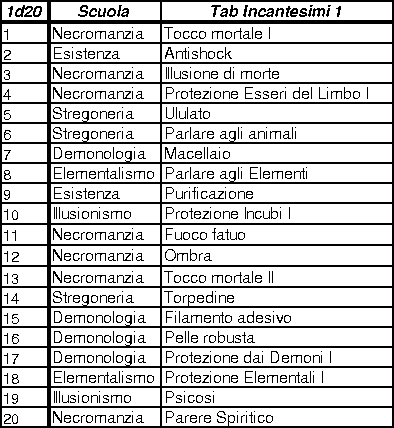 1d20 Scuola Tab Incantesimi 1
1 Necromanzia Tocco mortale I
2 Esistenza Antishock
3 Necromanzia Illusione di morte
4 Necromanzia Protezione Esseri del Limbo I
5 Stregoneria Ululato
6 Stregoneria Parlare agli animali
7 Demonologia Macellaio
8 Elementalismo Parlare agli Elementi
9 Esistenza Purificazione
10 Illusionismo Protezione Incubi I
11 Necromanzia Fuoco fatuo
12 Necromanzia Ombra
13 Necromanzia Tocco mortale II
14 Stregoneria Torpedine
15 Demonologia Filamento adesivo
16 Demonologia Pelle robusta
17 Demonologia Protezione dai Demoni I
18 Elementalismo Protezione Elementali I
19 Illusionismo Psicosi
20 Necromanzia Parere Spiritico